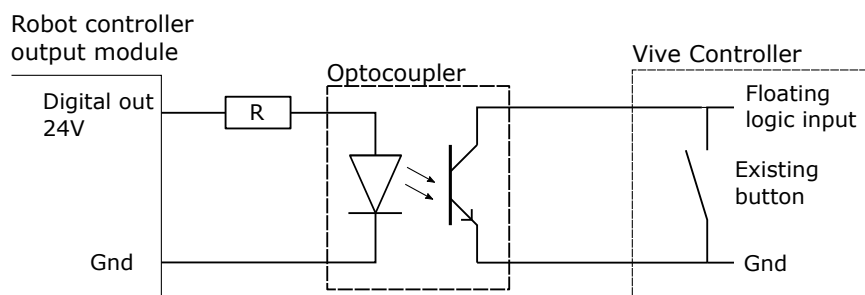 Robot controller
output module
Optocoupler
Vive Controller
Digital out
24V
R
Floating
logic input
Existing
button
Gnd
Gnd